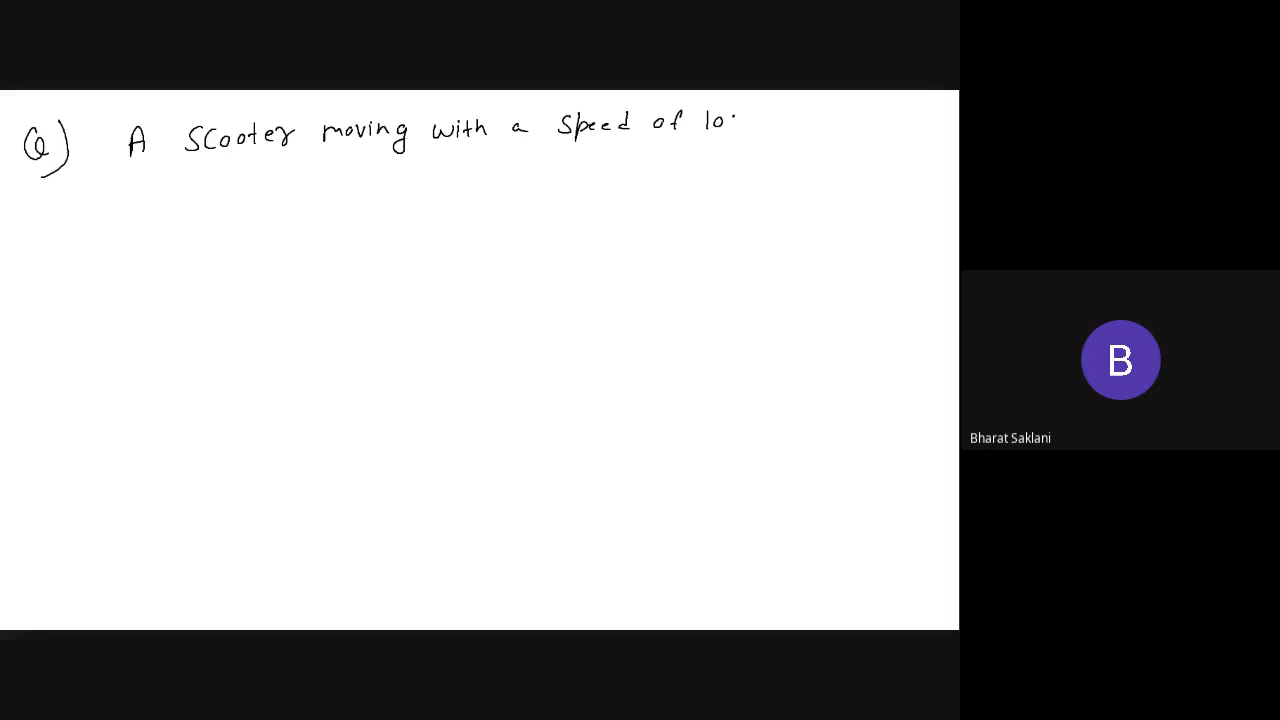 Q) A Scooter moving with a speed of 10.
B
Bharat Saklani